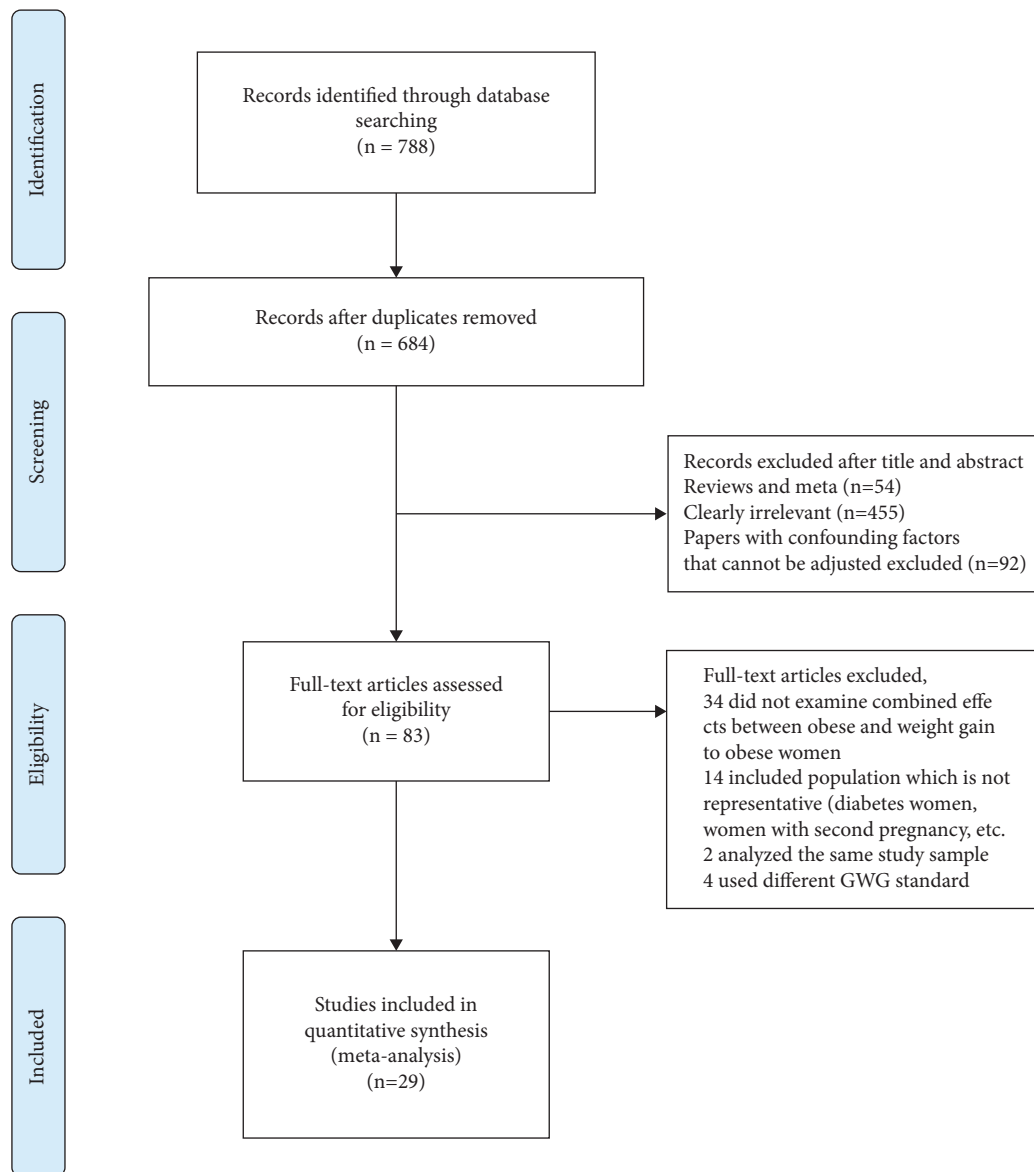 Identification
Records identified through database
searching
(n = 788)
Records after duplicates removed
(n = 684)
Screening
Records excluded after title and abstract
Reviews and meta (n=54)
Clearly irrelevant (n=455)
Papers with confounding factors
that cannot be adjusted excluded (n=92)
Eligibility
Full-text articles assessed
for eligibility
(n = 83)
Full-text articles excluded,
34 did not examine combined effe
cts between obese and weight gain
to obese women
14 included population which is not
representative (diabetes women,
women with second pregnancy, etc.
2 analyzed the same study sample
4 used different GWG standard
Included
Studies included in
quantitative synthesis
(meta-analysis)
(n=29)